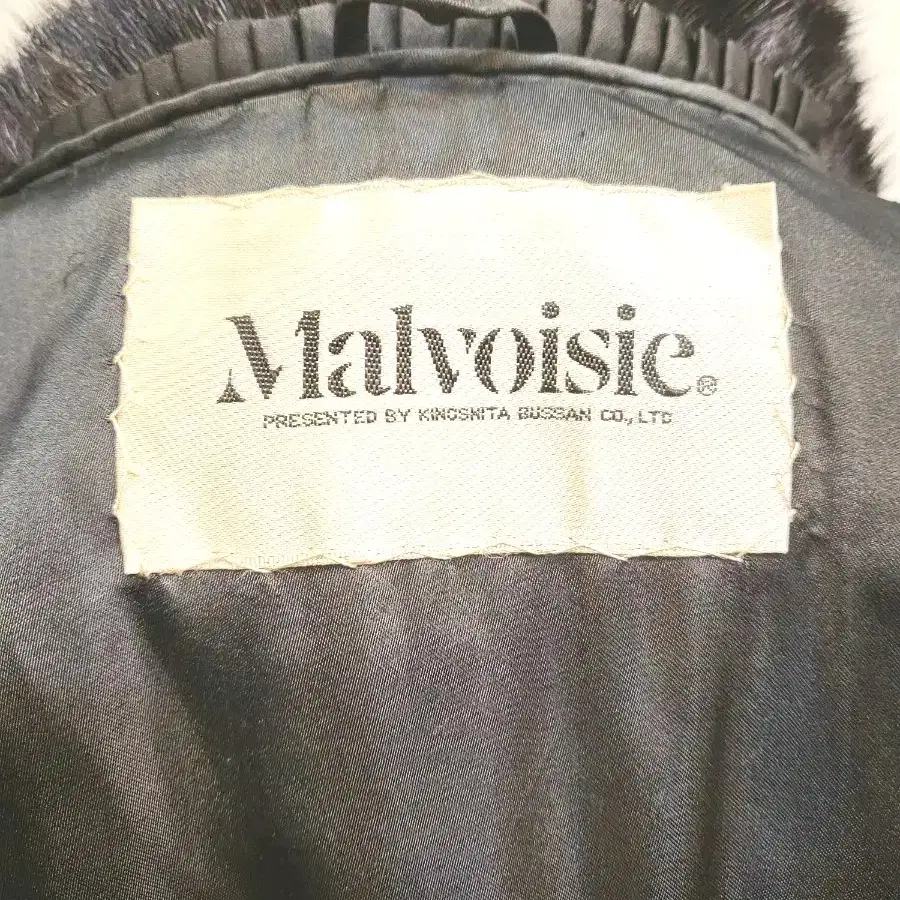 Malvoisie®
PRESENTED BY KINOSHITA BUSSAN CO.,LTD